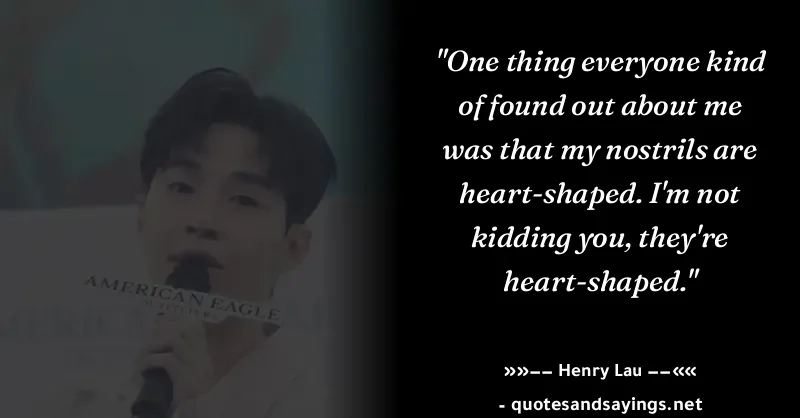 "One thing everyone kind
of found out about me
was that my nostrils are
heart-shaped. I'm not
kidding you, they're
heart-shaped."
»»−− Henry Lau −−««
- quotesandsayings.net
AMERICAN EAGLE
OUTFITTERS